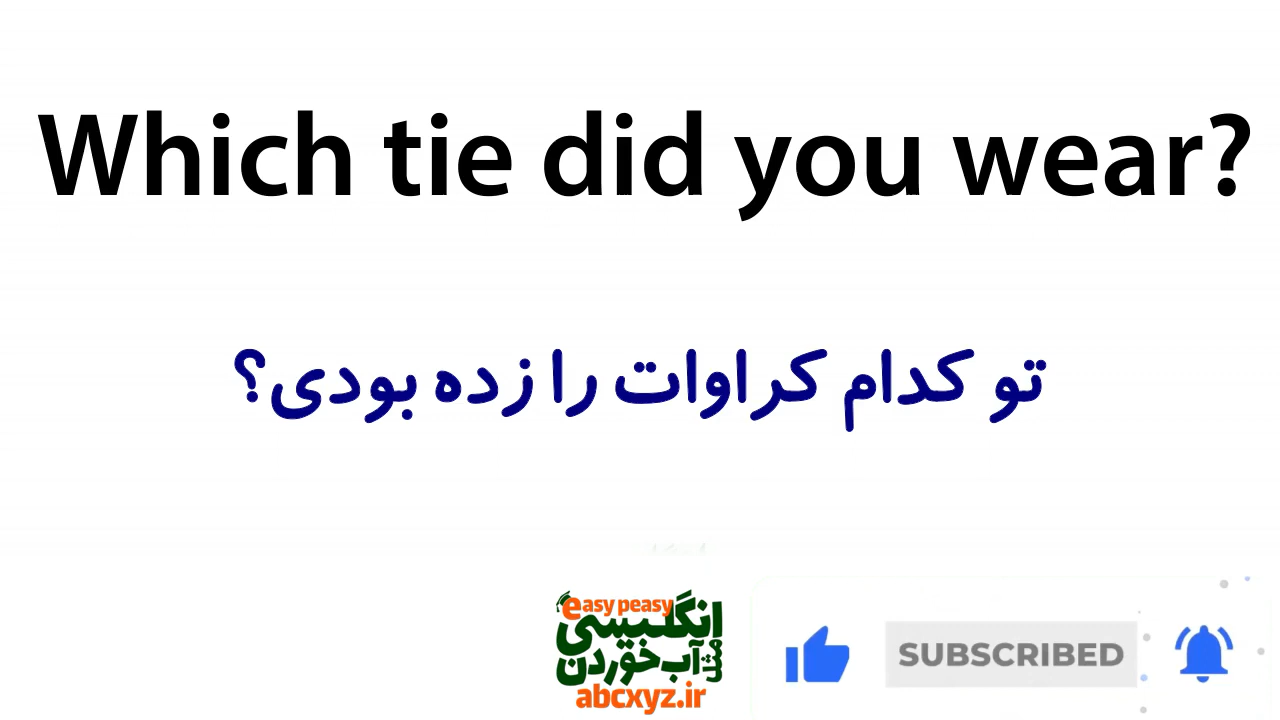 Which tie did you wear?
تو کدام کراوات را زده بودی؟
easy peasy
انگلیسی
مثل آب خوردن
abcxyz.ir
SUBSCRIBED